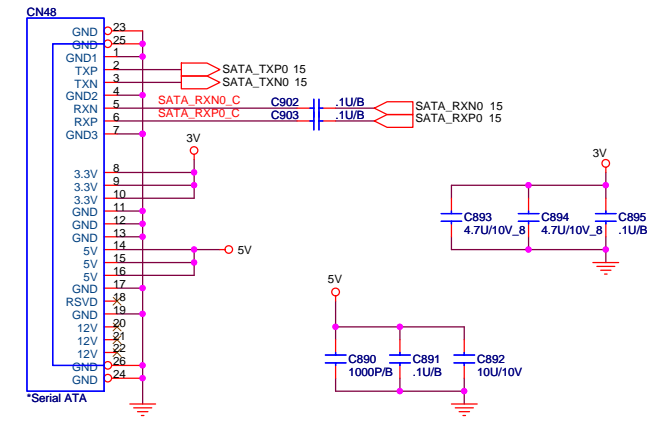 CN48
GND 23
GND 25
GND1 1
TXP 2 SATA_TXP0 15
TXN 3 SATA_TXN0 15
GND2 4
RXN 5 SATA_RXN0_C C902 .1U/B SATA_RXN0 15
RXP 6 SATA_RXP0_C C903 .1U/B SATA_RXP0 15
GND3 7
3V
3.3V 8
3.3V 9
3.3V 10
GND 11
GND 12
GND 13
5V 14 5V
5V 15
5V 16
GND 17
RSVD 18
GND 19
12V 20
12V 21
12V 22
GND 26
GND 24
*Serial ATA
3V
C893 C894 C895
4.7U/10V_8 4.7U/10V_8 .1U/B
5V
C890 C891 C892
1000P/B .1U/B 10U/10V